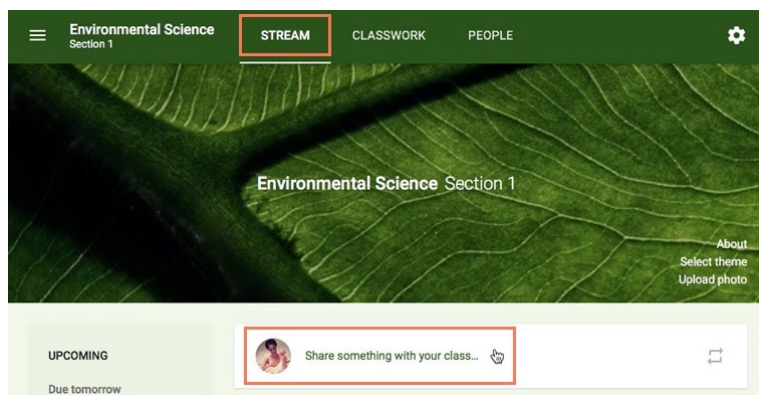 Environmental Science
Section 1
STREAM
CLASSWORK
PEOPLE
Environmental Science Section 1
About
Select theme
Upload photo
UPCOMING
Due tomorrow
Share something with your class...